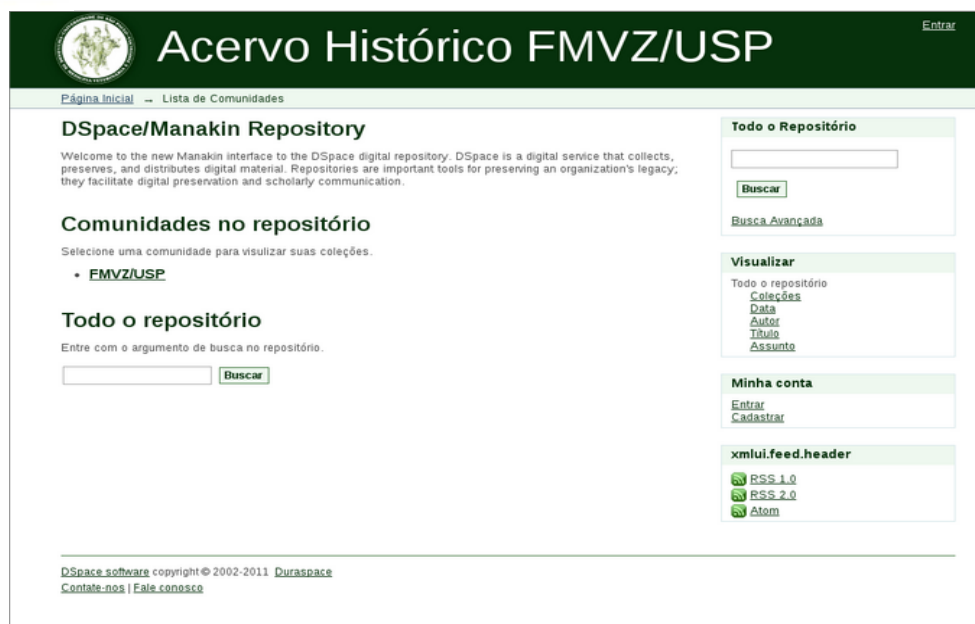 Acervo Histórico FMVZ/USP
Entrar
Página Inicial → Lista de Comunidades
DSpace/Manakin Repository
Welcome to the new Manakin interface to the DSpace digital repository. DSpace is a digital service that collects,
preserves, and distributes digital material. Repositories are important tools for preserving an organization's legacy;
they facilitate digital preservation and scholarly communication.
Comunidades no repositório
Selecione uma comunidade para visulizar suas coleções.
• FMVZ/USP
Todo o repositório
Entre com o argumento de busca no repositório.
Buscar
Todo o Repositório
Buscar
Busca Avançada
Visualizar
Todo o repositório
Coleções
Data
Autor
Título
Assunto
Minha conta
Entrar
Cadastrar
xmlui.feed.header
RSS 1.0
RSS 2.0
Atom
DSpace software copyright © 2002-2011 Duraspace
Contate-nos | Fale conosco